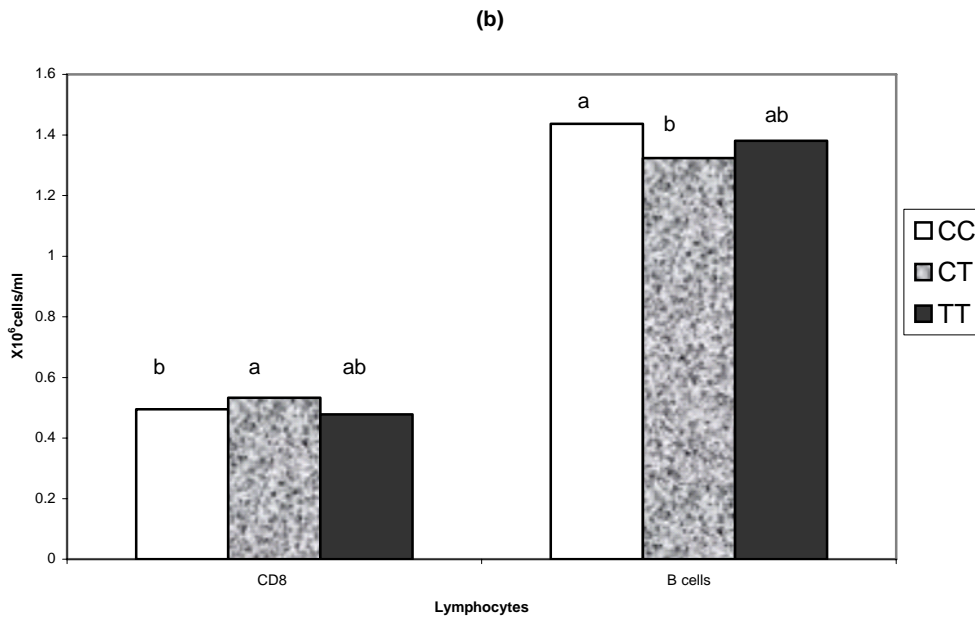 (b)
1.6
1.4
1.2
1
0.8
0.6
0.4
0.2
0
X10⁶cells/ml
b a ab
a b ab
CD8 B cells
Lymphocytes
CC
CT
TT